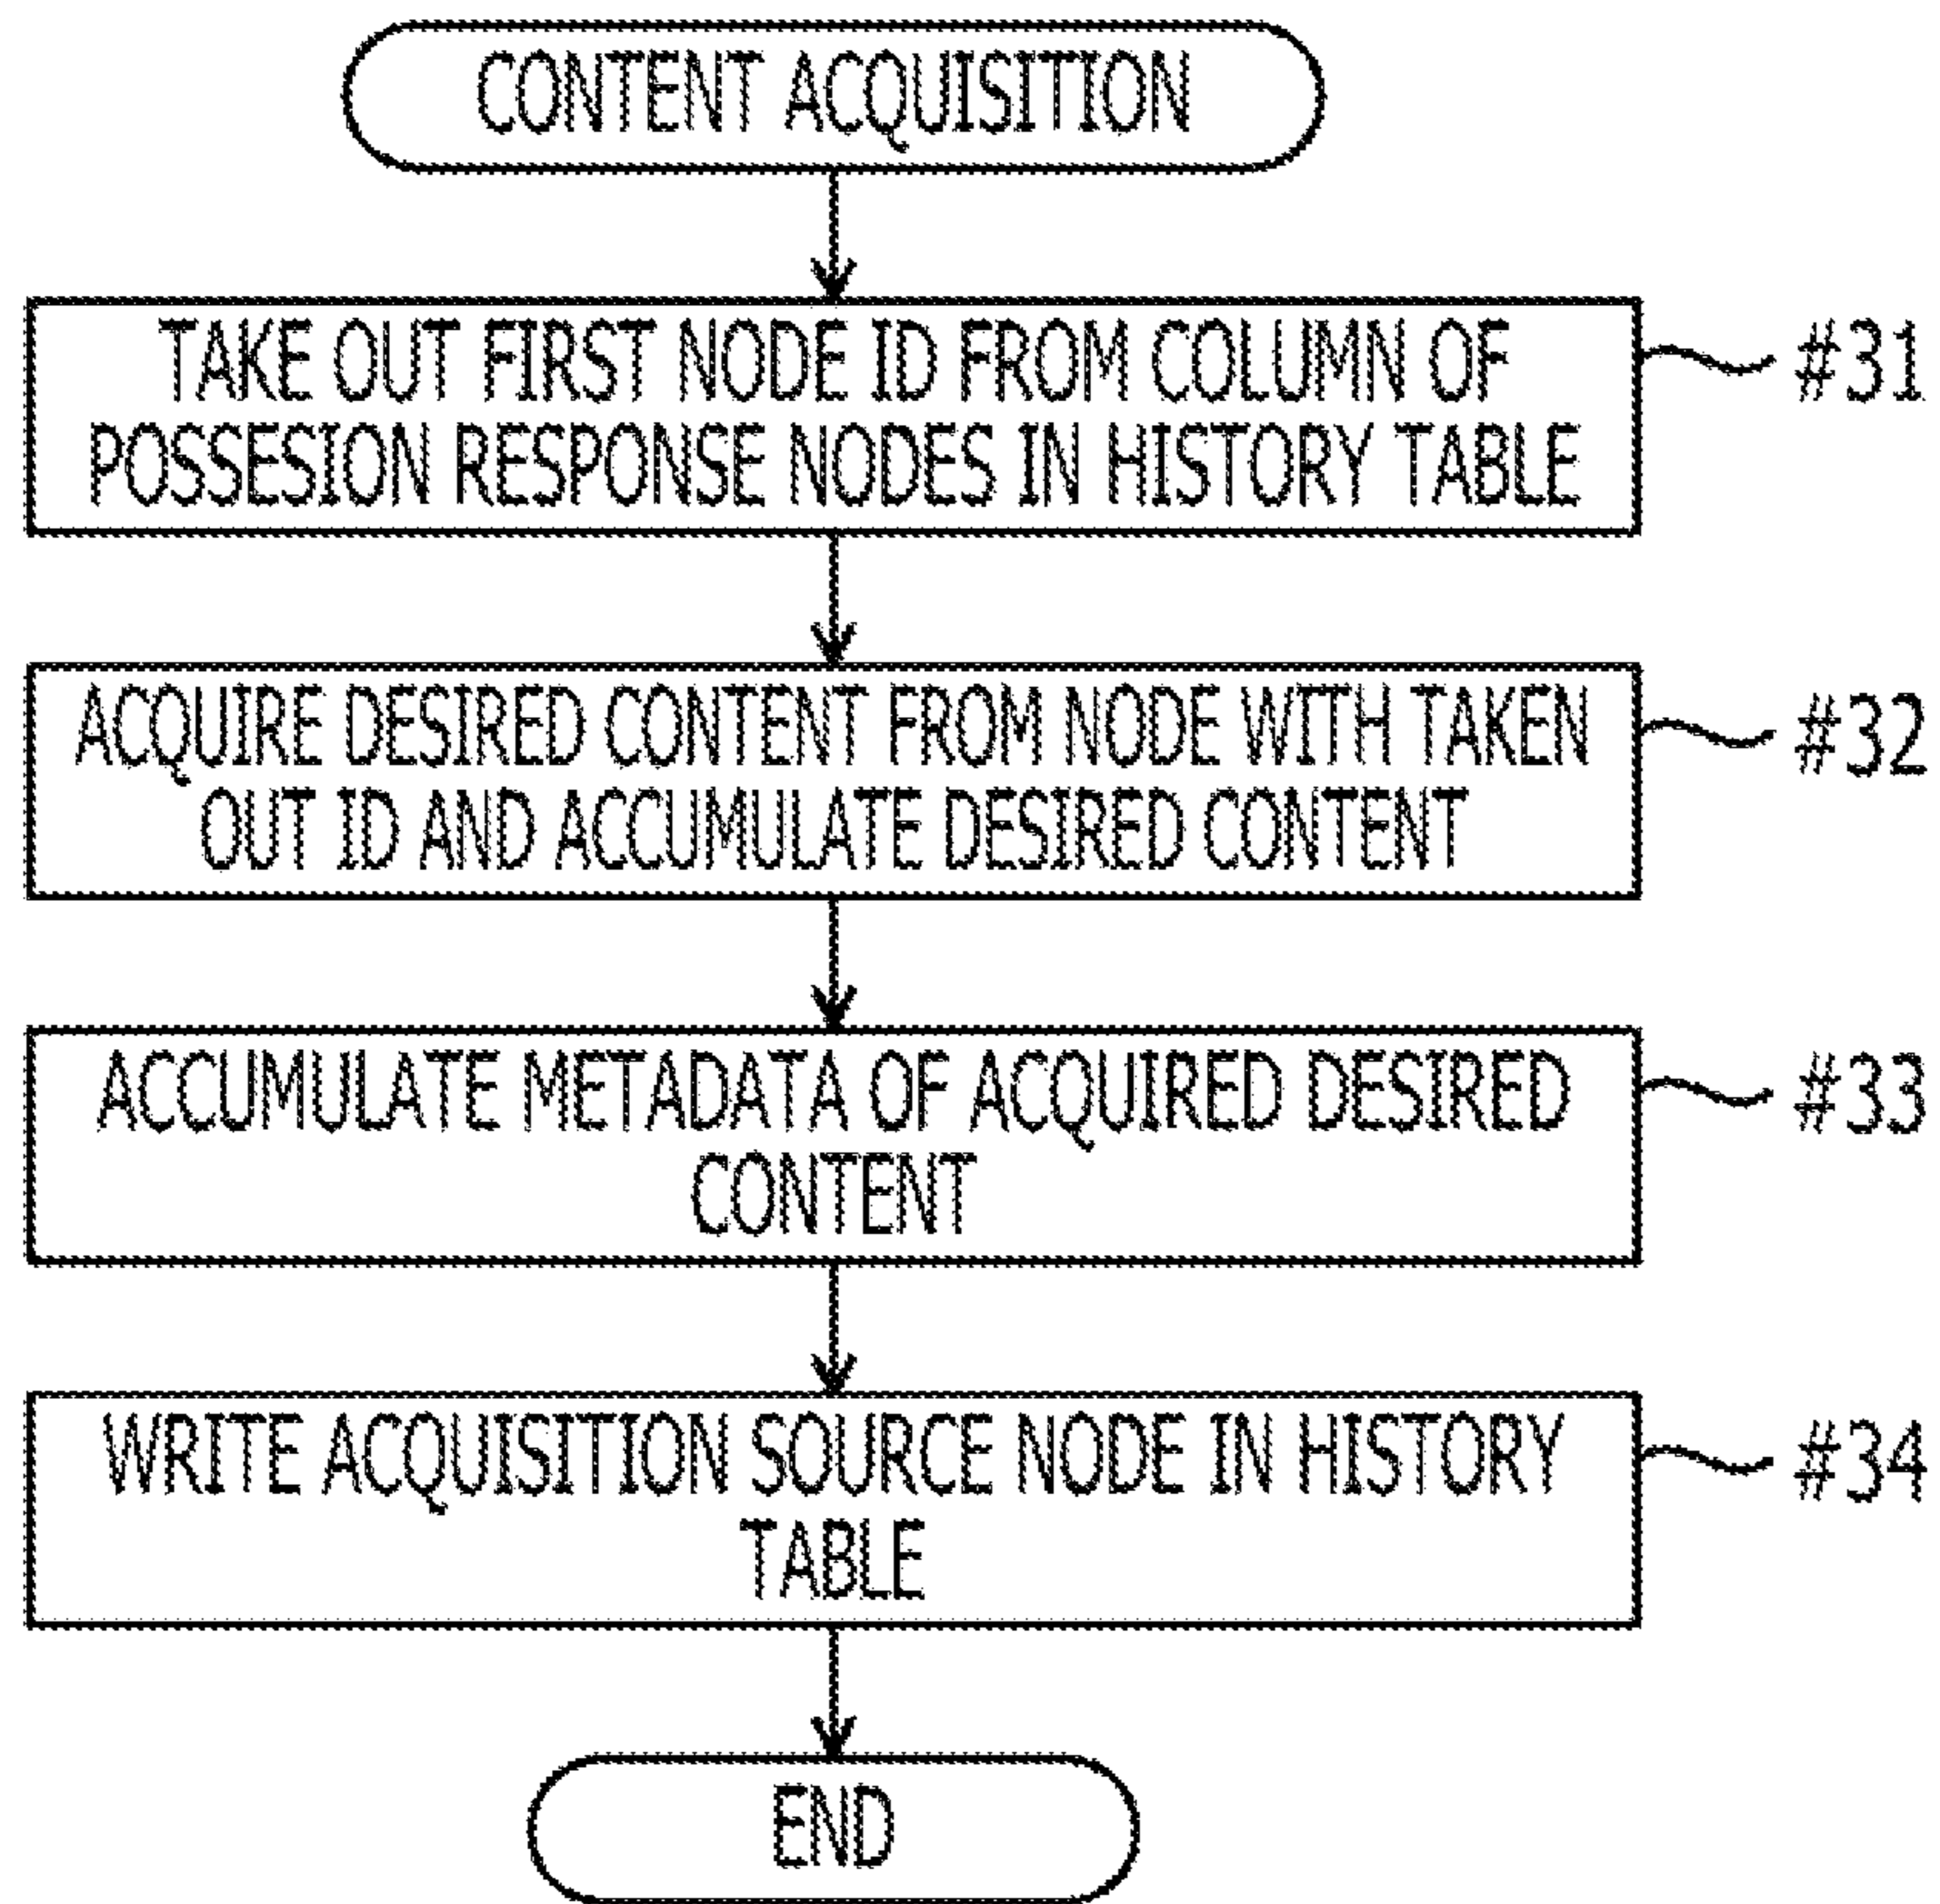 CONTENT ACQUISITION
TAKE OUT FIRST NODE ID FROM COLUMN OF
POSSESION RESPONSE NODES IN HISTORY TABLE
#31
ACQUIRE DESIRED CONTENT FROM NODE WITH TAKEN
OUT ID AND ACCUMULATE DESIRED CONTENT
#32
ACCUMULATE METADATA OF ACQUIRED DESIRED
CONTENT
#33
WRITE ACQUISITION SOURCE NODE IN HISTORY
TABLE
#34
END